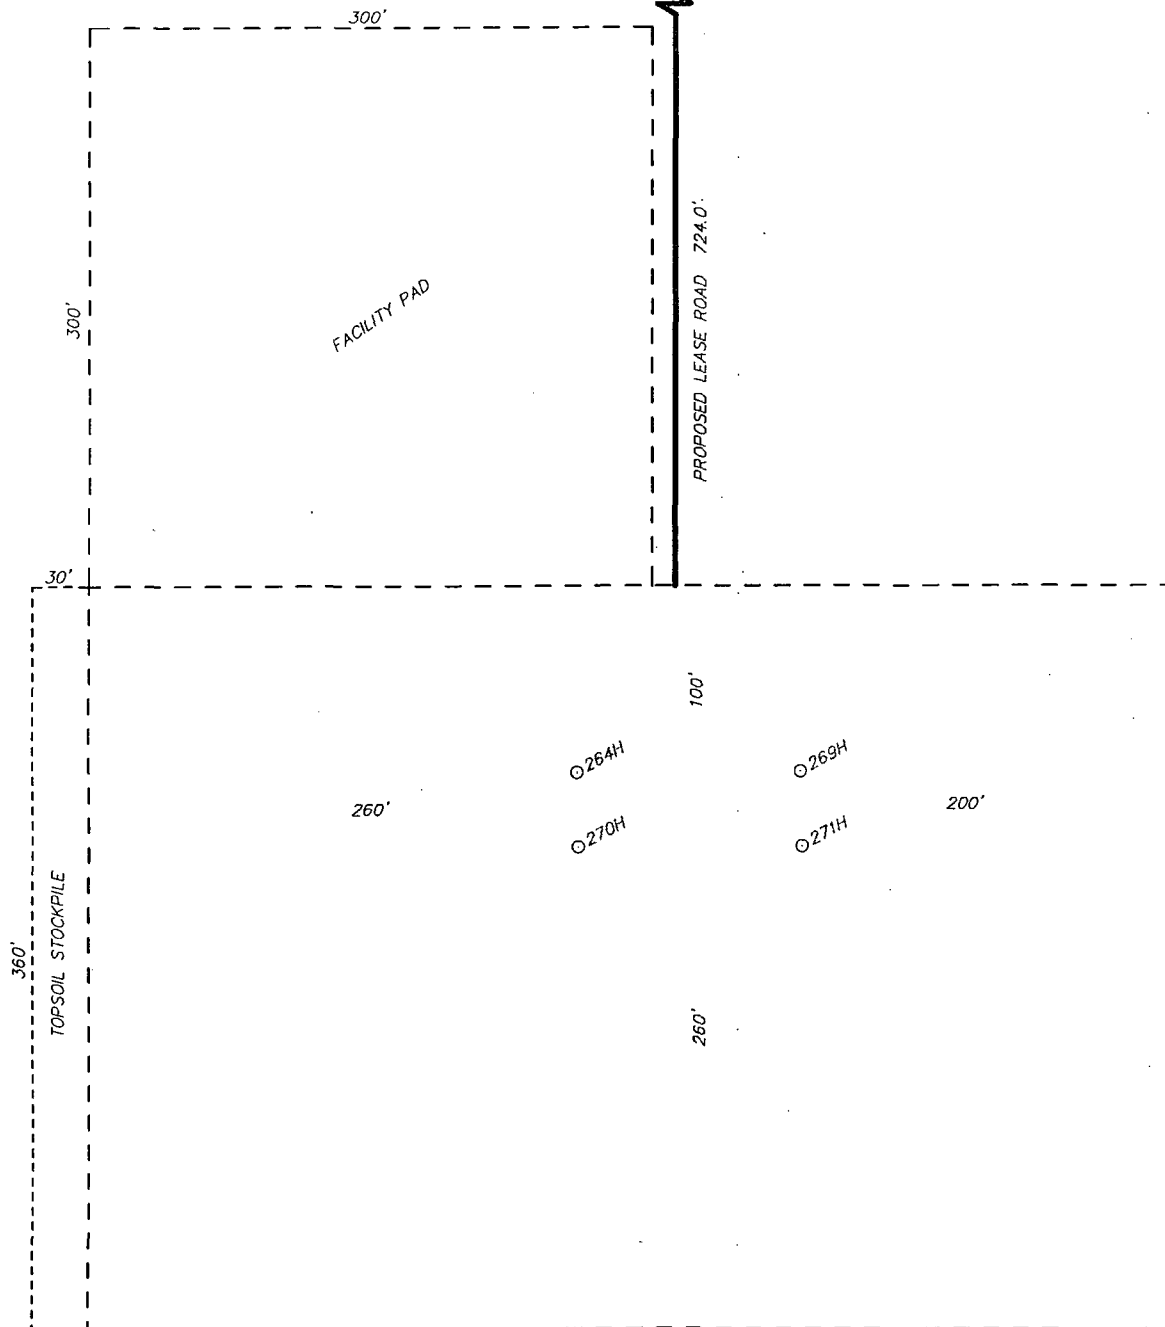 300'
300'
FACILITY PAD
PROPOSED LEASE ROAD 724.0'
30'
100'
264H
269H
260'
200'
270H
271H
360'
TOPSOIL STOCKPILE
260'